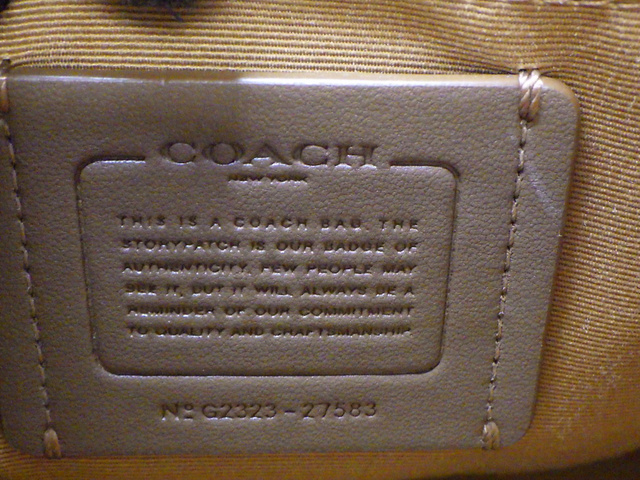 COACH
NEW YORK
THIS IS A COACH BAG. THE
STORYPATCH IS OUR BADGE OF
AUTHENTICITY. FEW PEOPLE MAY
SEE IT, BUT IT WILL ALWAYS BE A
REMINDER OF OUR COMMITMENT
TO QUALITY AND CRAFTSMANSHIP
Nº G2323-27583